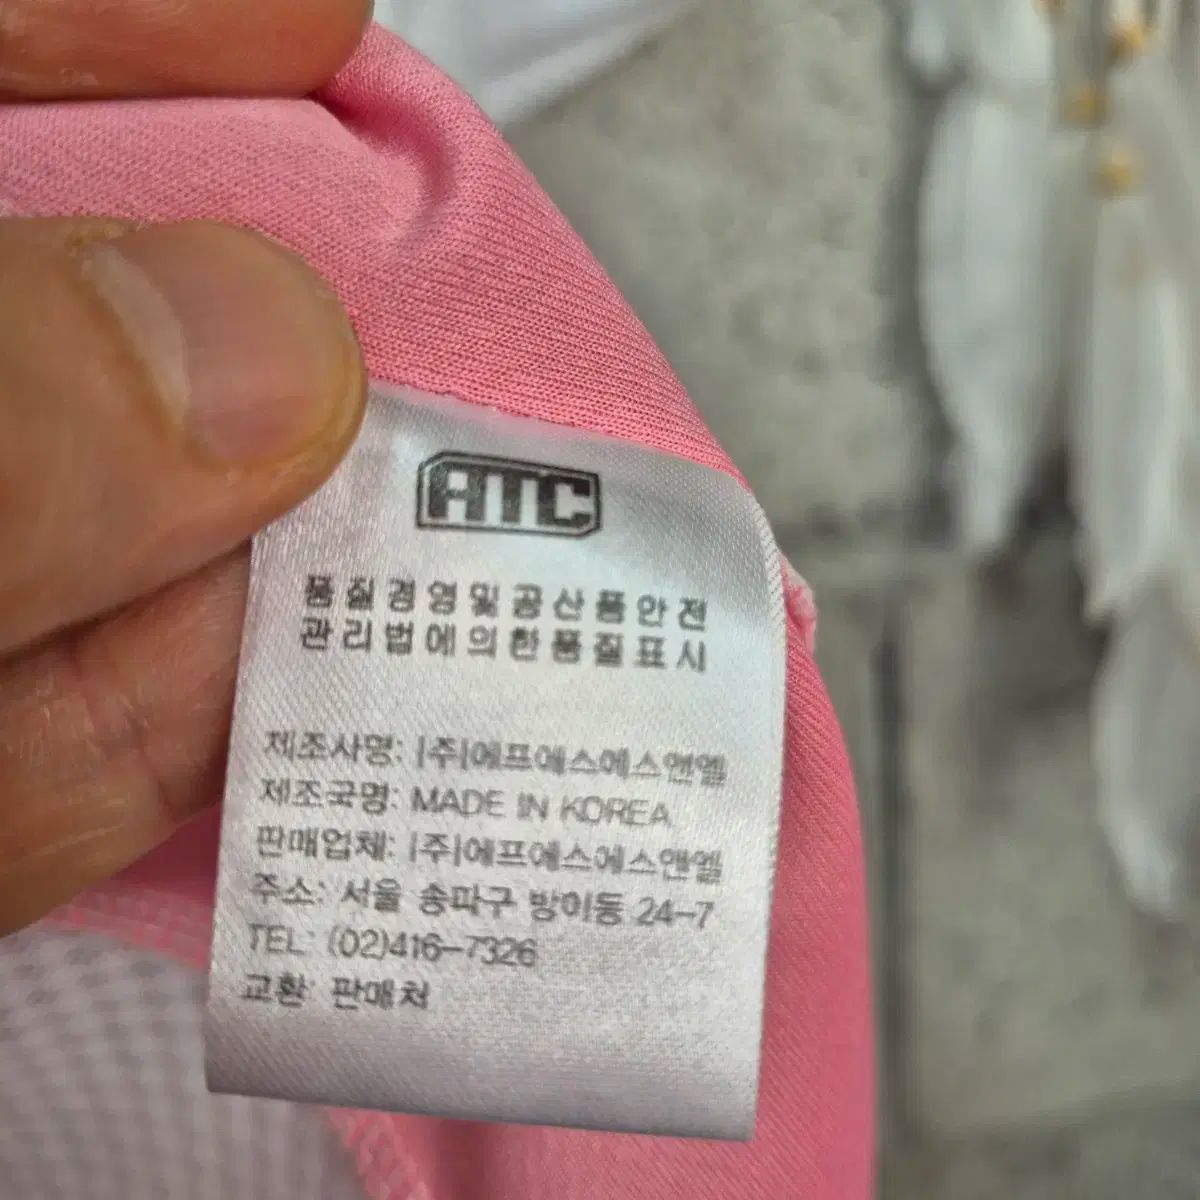 ATC
품질경영및공산품안전
관리법에의한품질표시
제조사명: |주|에프에스에스앤엘
제조국명: MADE IN KOREA
판매업체: |주|에프에스에스앤엘
주소: 서울 송파구 방이동 24-7
TEL: (02)416-7326
교환: 판매처